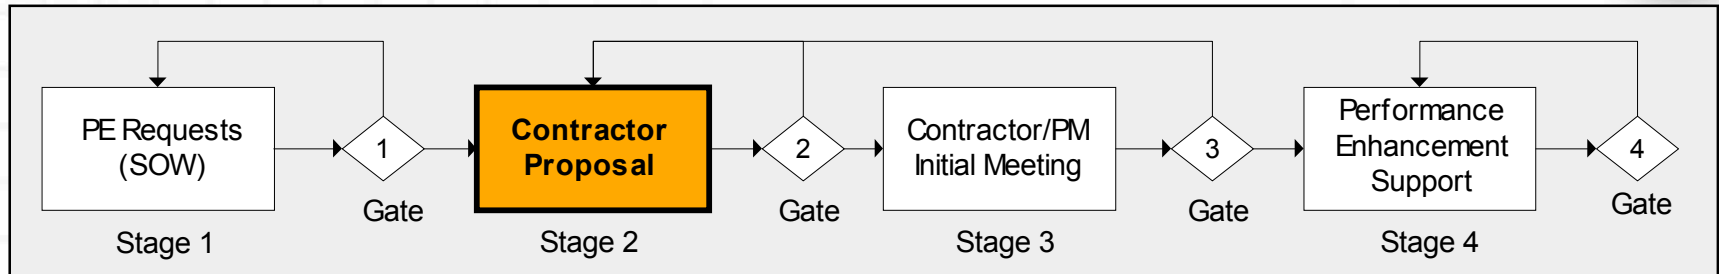 PE Requests
(SOW)
1
Gate
Stage 1
Contractor
Proposal
2
Gate
Stage 2
Contractor/PM
Initial Meeting
3
Gate
Stage 3
Performance
Enhancement
Support
4
Gate
Stage 4